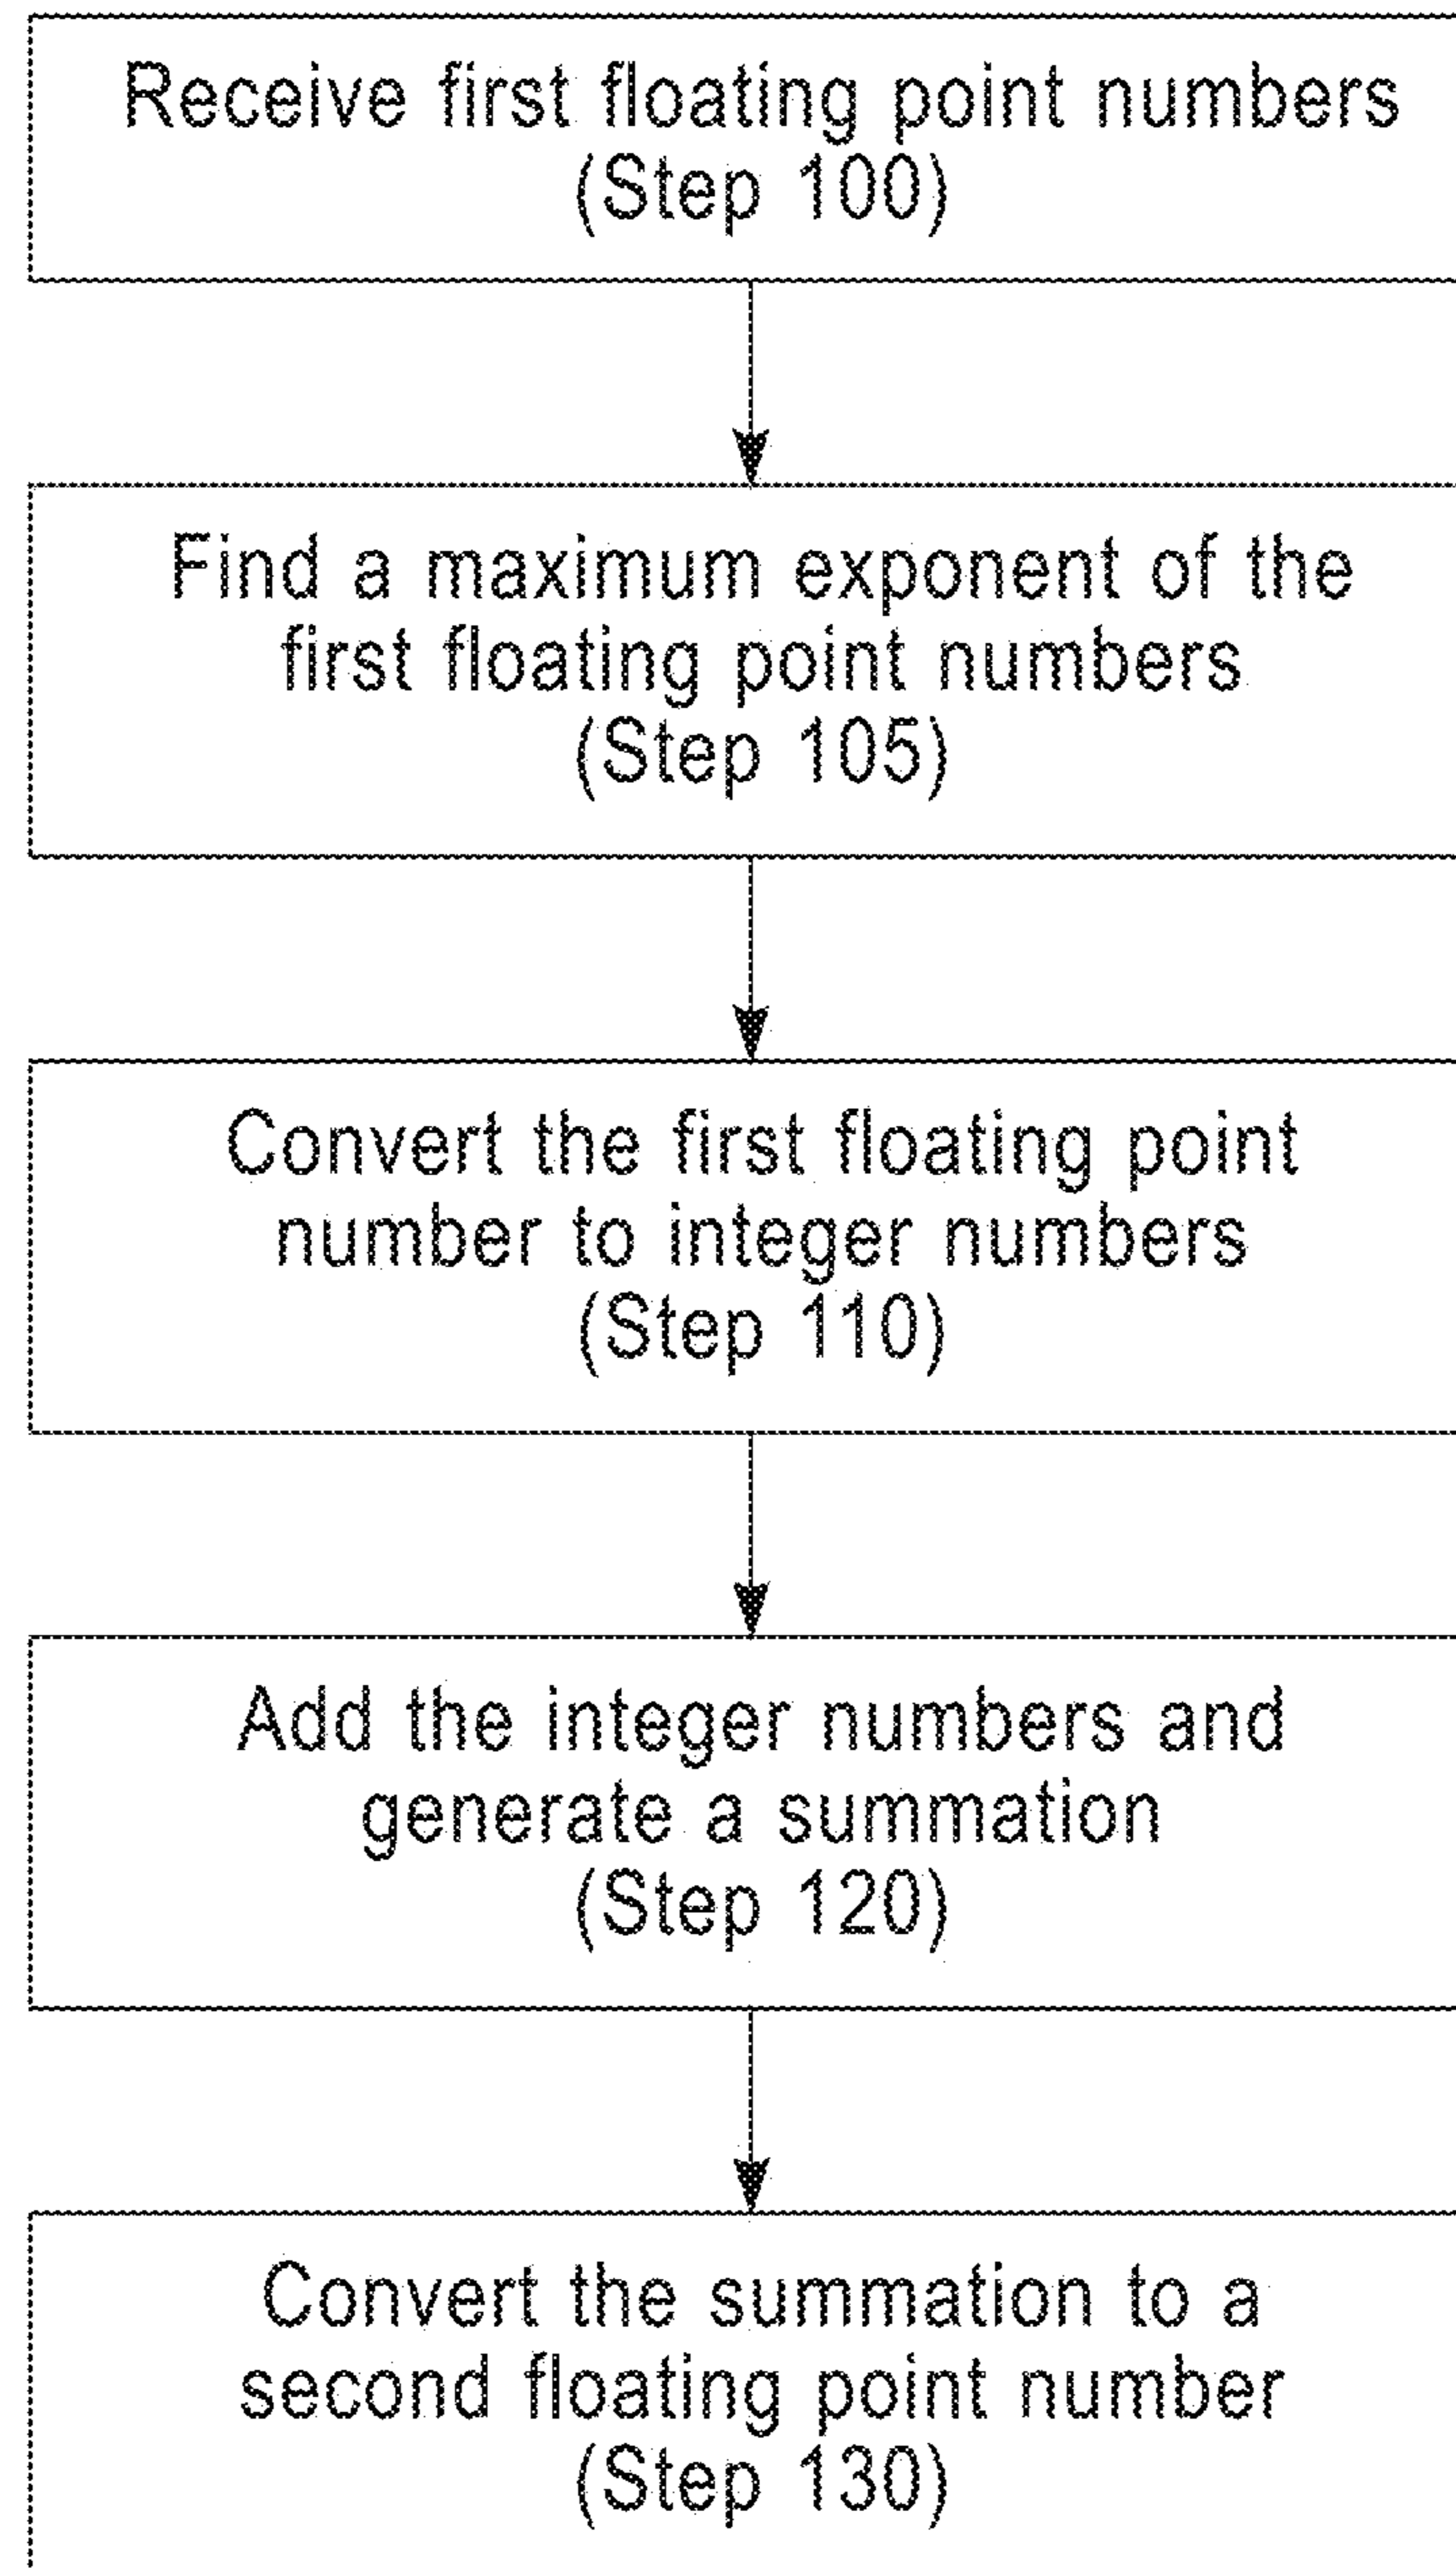 Receive first floating point numbers
(Step 100)
Find a maximum exponent of the
first floating point numbers
(Step 105)
Convert the first floating point
number to integer numbers
(Step 110)
Add the integer numbers and
generate a summation
(Step 120)
Convert the summation to a
second floating point number
(Step 130)